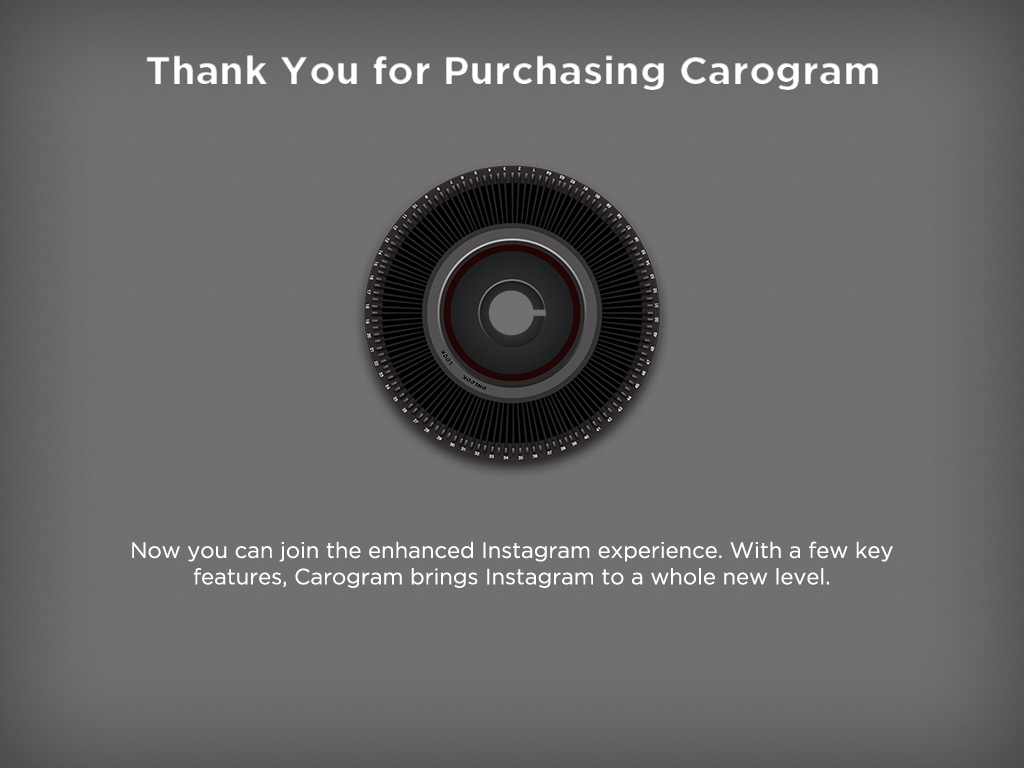 Thank You for Purchasing Carogram
LOCK
Now you can join the enhanced Instagram experience. With a few key
features, Carogram brings Instagram to a whole new level.